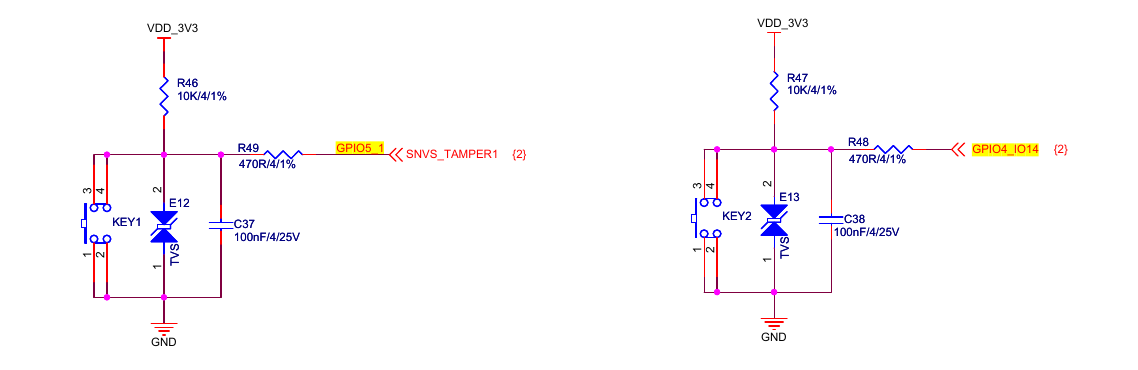 VDD_3V3
R46
10K/4/1%
R49
470R/4/1%
GPIO5_1
SNVS_TAMPER1 {2}
3
4
2
E12
KEY1
C37
100nF/4/25V
TVS
1
2
1
GND
VDD_3V3
R47
10K/4/1%
R48
470R/4/1%
GPIO4_IO14 {2}
3
4
2
E13
KEY2
C38
100nF/4/25V
TVS
1
2
1
GND